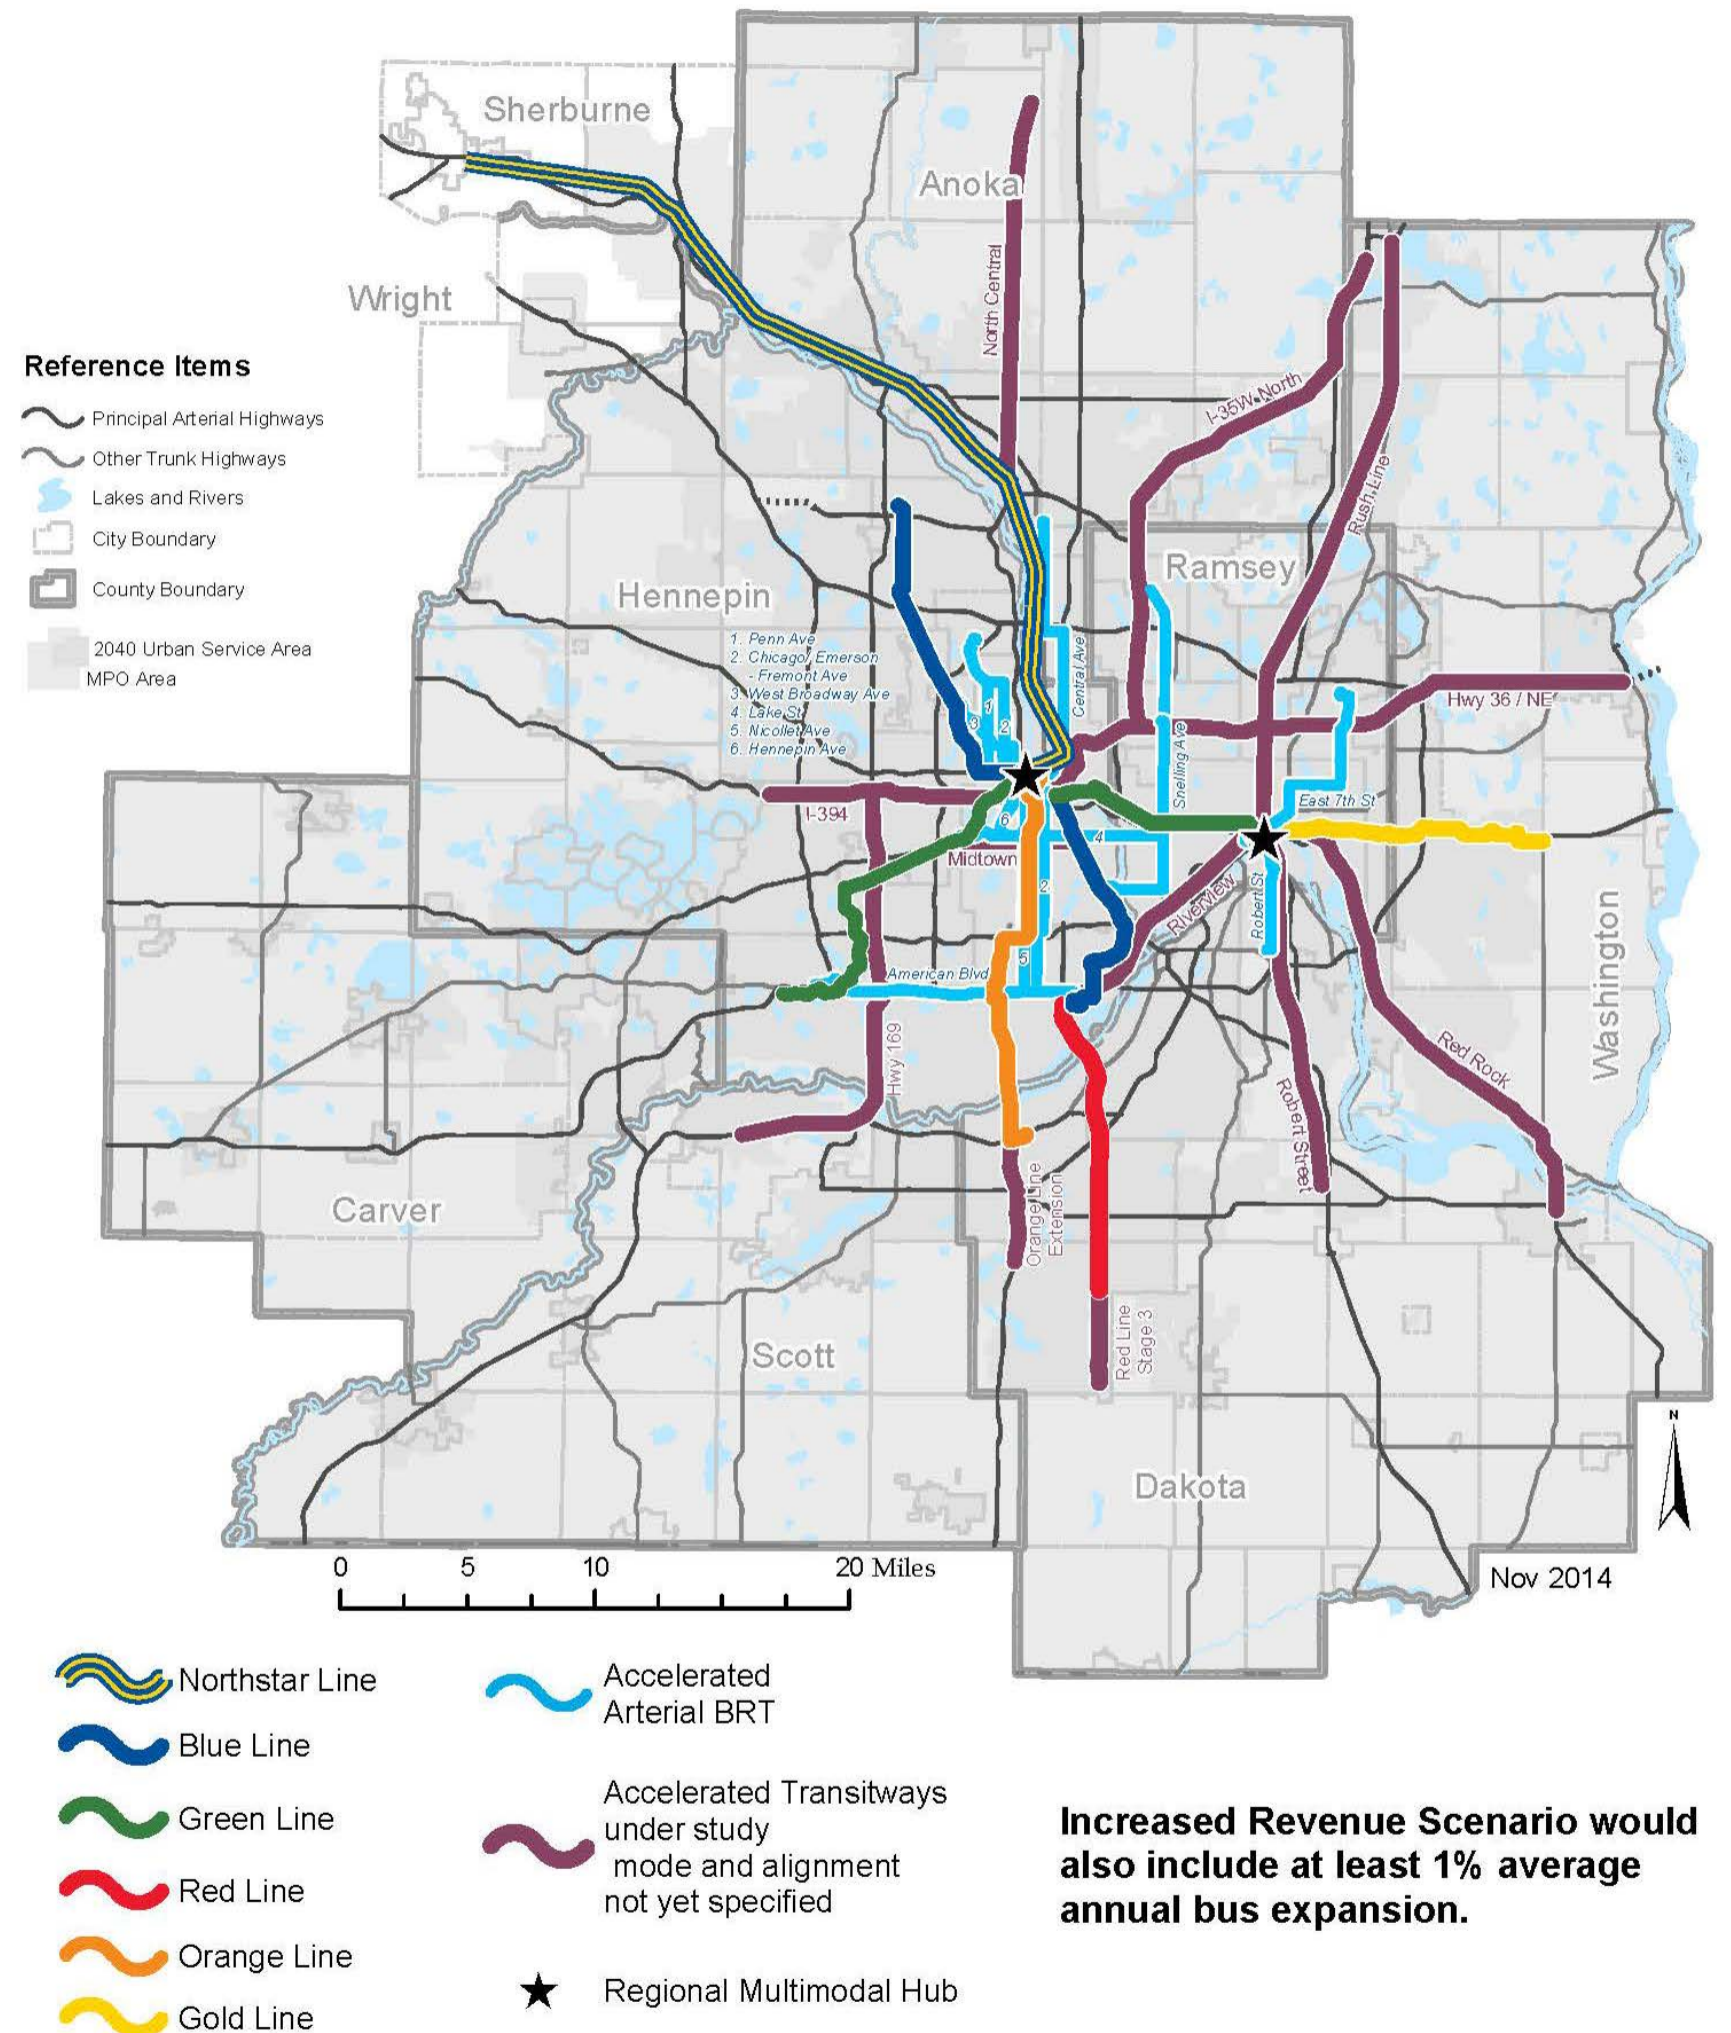 Sherburne
Anoka
Wright
North Central
Reference Items
Principal Arterial Highways
Other Trunk Highways
Lakes and Rivers
City Boundary
County Boundary
2040 Urban Service Area
MPO Area
I-35W North
Rush Line
Ramsey
Hennepin
1. Penn Ave
2. Chicago/ Emerson
- Fremont Ave
3. West Broadway Ave
4. Lake St
5. Nicollet Ave
6. Hennepin Ave
Central Ave
Hwy 36 / NE
1
2
3
Snelling Ave
East 7th St
I-394
6
4
Midtown
2
Riverview
Robert St
5
American Blvd
Washington
Hwy 169
Red Rock
Robert Street
Carver
Orange Line
Extension
Scott
Red Line
Stage 3
Dakota
N
0 5 10 20 Miles
Nov 2014
Northstar Line
Blue Line
Green Line
Red Line
Orange Line
Gold Line
Accelerated
Arterial BRT
Accelerated Transitways
under study
mode and alignment
not yet specified
Regional Multimodal Hub
Increased Revenue Scenario would
also include at least 1% average
annual bus expansion.